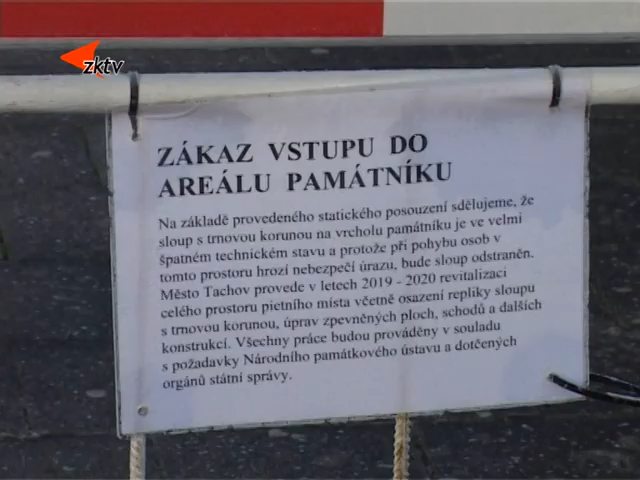 zktv
ZÁKAZ VSTUPU DO
AREÁLU PAMÁTNÍKU
Na základě provedeného statického posouzení sdělujeme, že
sloup s trnovou korunou na vrcholu památníku je ve velmi
špatném technickém stavu a protože při pohybu osob v
tomto prostoru hrozí nebezpečí úrazu, bude sloup odstraněn.
Město Tachov provede v letech 2019 - 2020 revitalizaci
celého prostoru pietního místa včetně osazení repliky sloupu
s trnovou korunou, úprav zpevněných ploch, schodů a dalších
konstrukcí. Všechny práce budou prováděny v souladu
s požadavky Národního památkového ústavu a dotčených
orgánů státní správy.